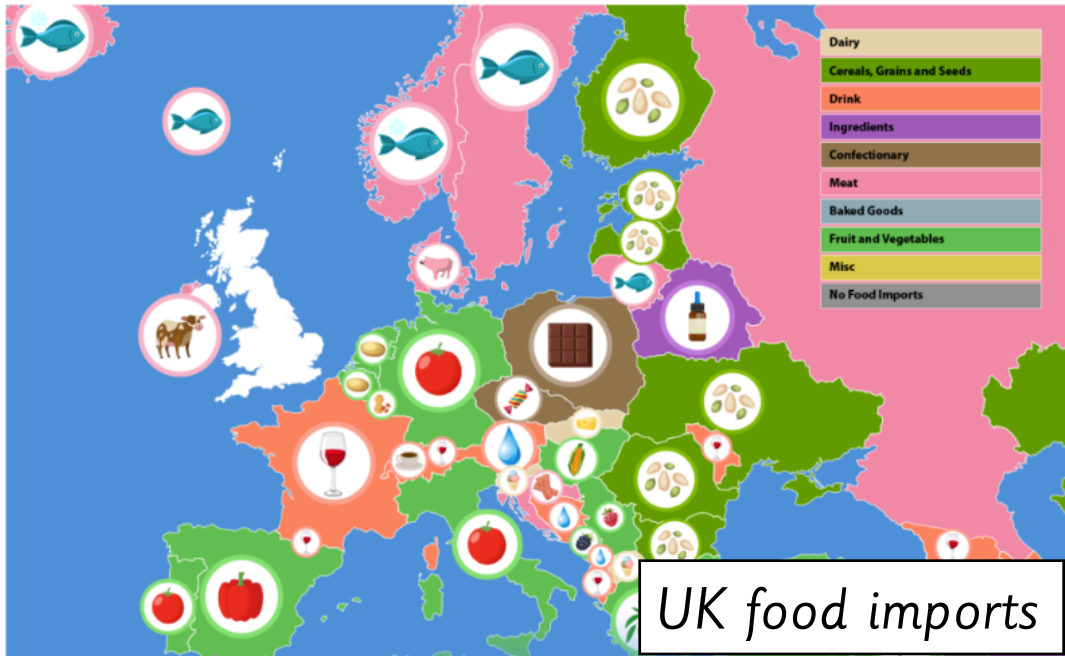 Dairy
Cereals, Grains and Seeds
Drink
Ingredients
Confectionary
Meat
Baked Goods
Fruit and Vegetables
Misc
No Food Imports
UK food imports